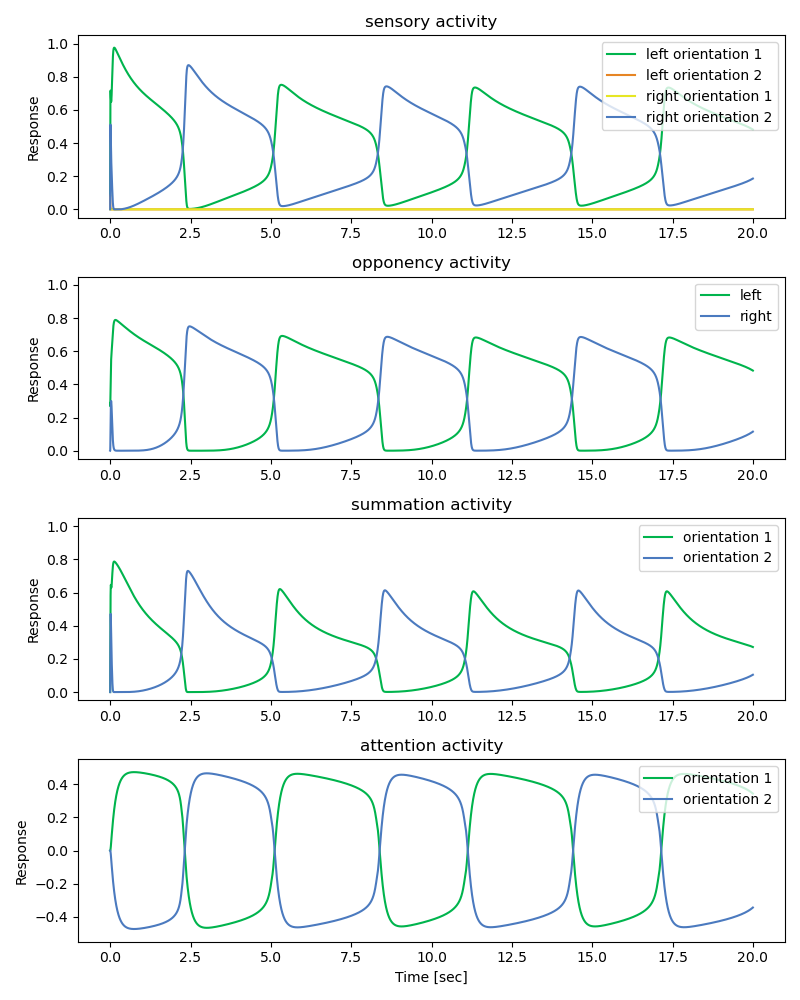 sensory activity
1.0
0.8
0.6
0.4
0.2
0.0
Response
left orientation 1
left orientation 2
right orientation 1
right orientation 2
0.0 2.5 5.0 7.5 10.0 12.5 15.0 17.5 20.0
opponency activity
1.0
0.8
0.6
0.4
0.2
0.0
Response
left
right
0.0 2.5 5.0 7.5 10.0 12.5 15.0 17.5 20.0
summation activity
1.0
0.8
0.6
0.4
0.2
0.0
Response
orientation 1
orientation 2
0.0 2.5 5.0 7.5 10.0 12.5 15.0 17.5 20.0
attention activity
0.4
0.2
0.0
−0.2
−0.4
Response
orientation 1
orientation 2
0.0 2.5 5.0 7.5 10.0 12.5 15.0 17.5 20.0
Time [sec]